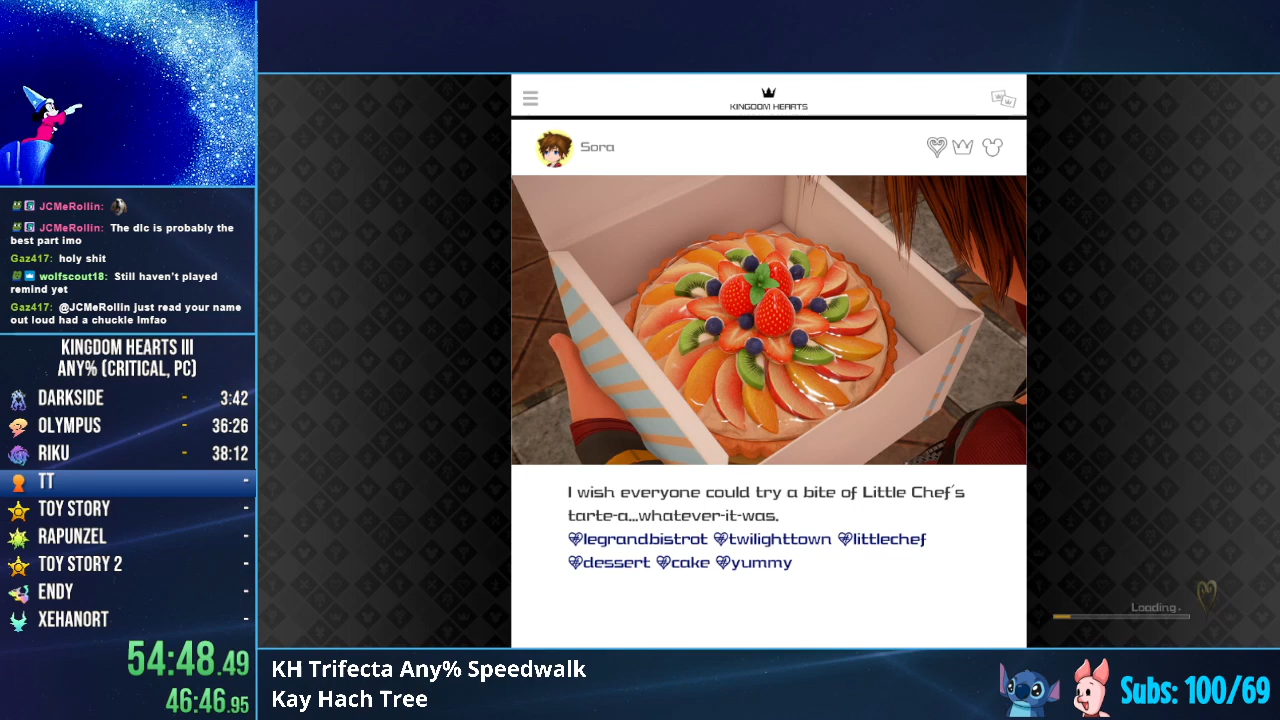 JCMeRollin:
JCMeRollin: The dlc is probably the
best part imo
Gaz417: holy shit
wolfscout18: Still haven't played
remind yet
Gaz417: @JCMeRollin just read your name
out loud had a chuckle lmfao
KINGDOM HEARTS III
ANY% (CRITICAL, PC)
DARKSIDE - 3:42
OLYMPUS - 36:26
RIKU - 38:12
TT -
TOY STORY -
RAPUNZEL -
TOY STORY 2 -
ENDY -
XEHANORT -
54:48.49
46:46.95
KINGDOM HEARTS
Sora
I wish everyone could try a bite of Little Chef's
tarte-a...whatever-it-was.
legrandbistrot twilighttown littlechef
dessert cake yummy
Loading.
KH Trifecta Any% Speedwalk
Kay Hach Tree
Subs: 100/69